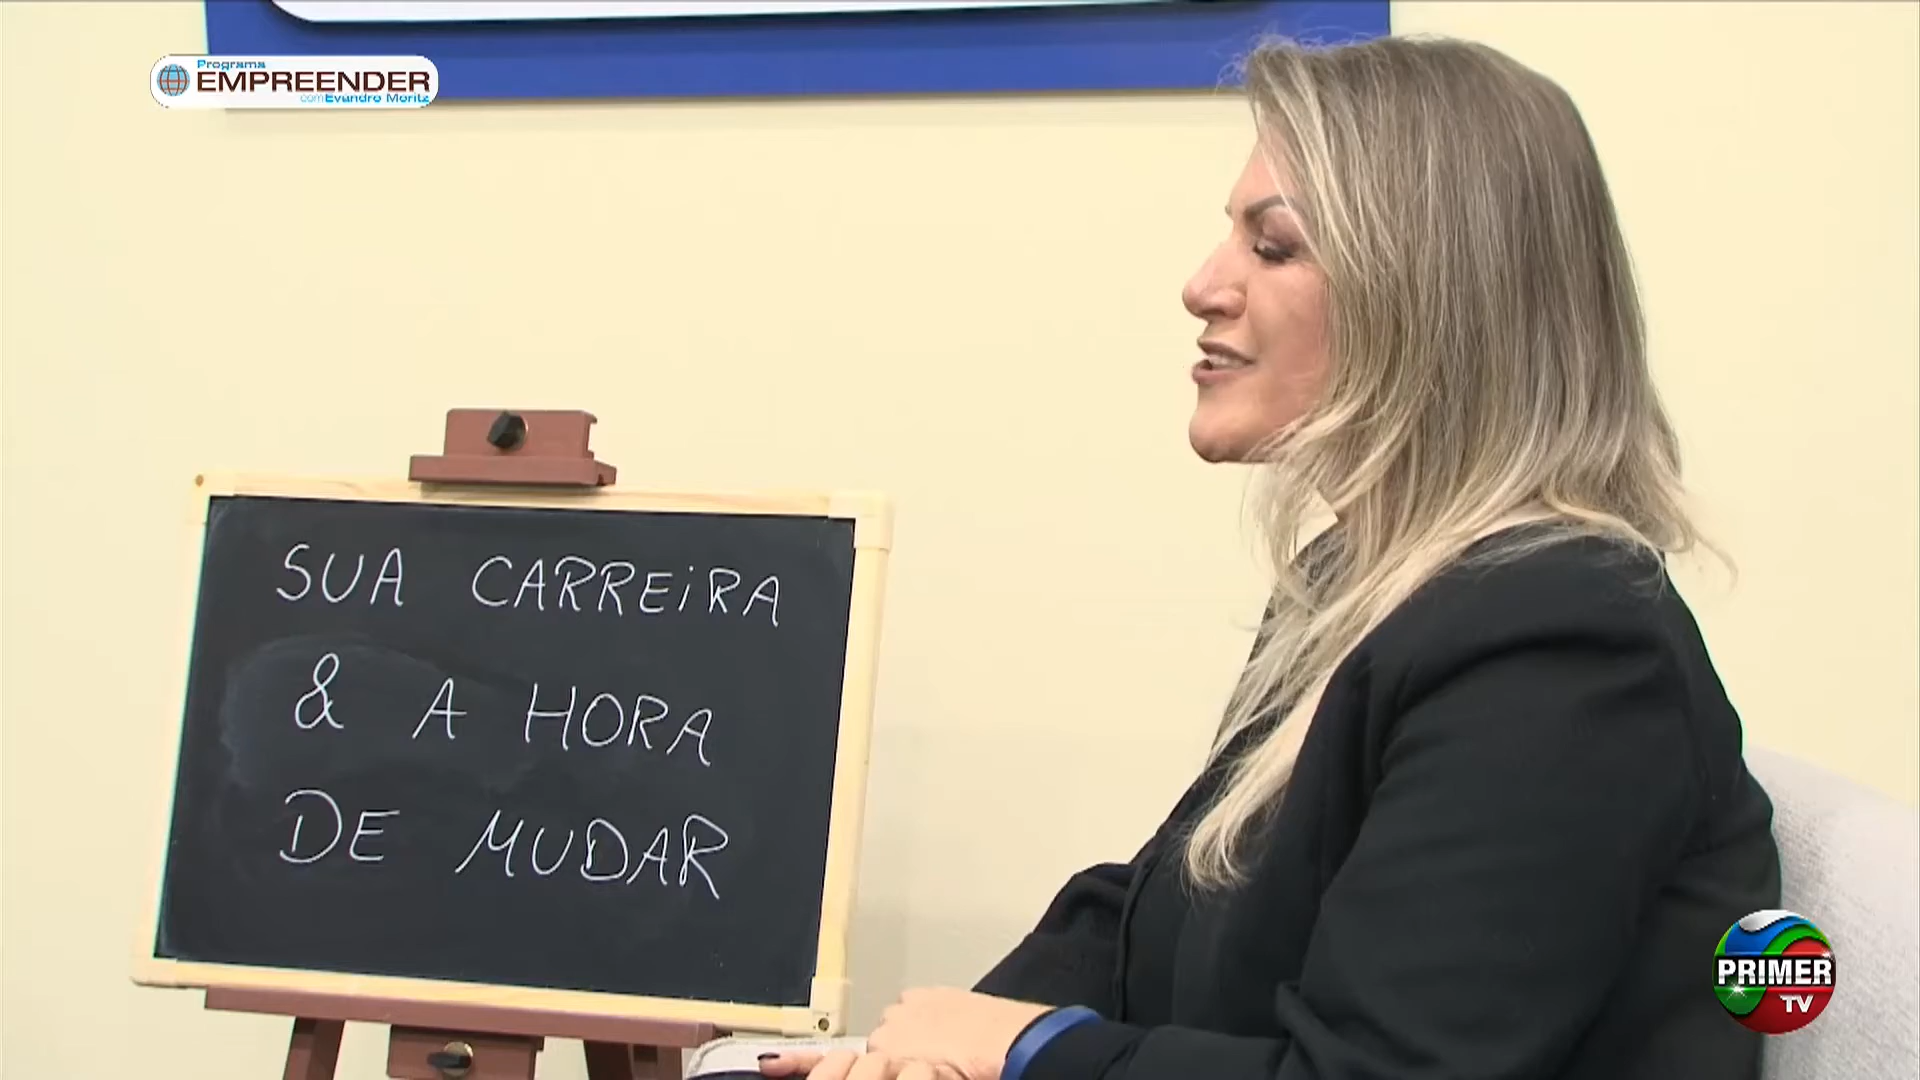 Programa
EMPREENDER
com Evandro Moritz
SUA CARREIRA
& A HORA
DE MUDAR
PRIMER
TV